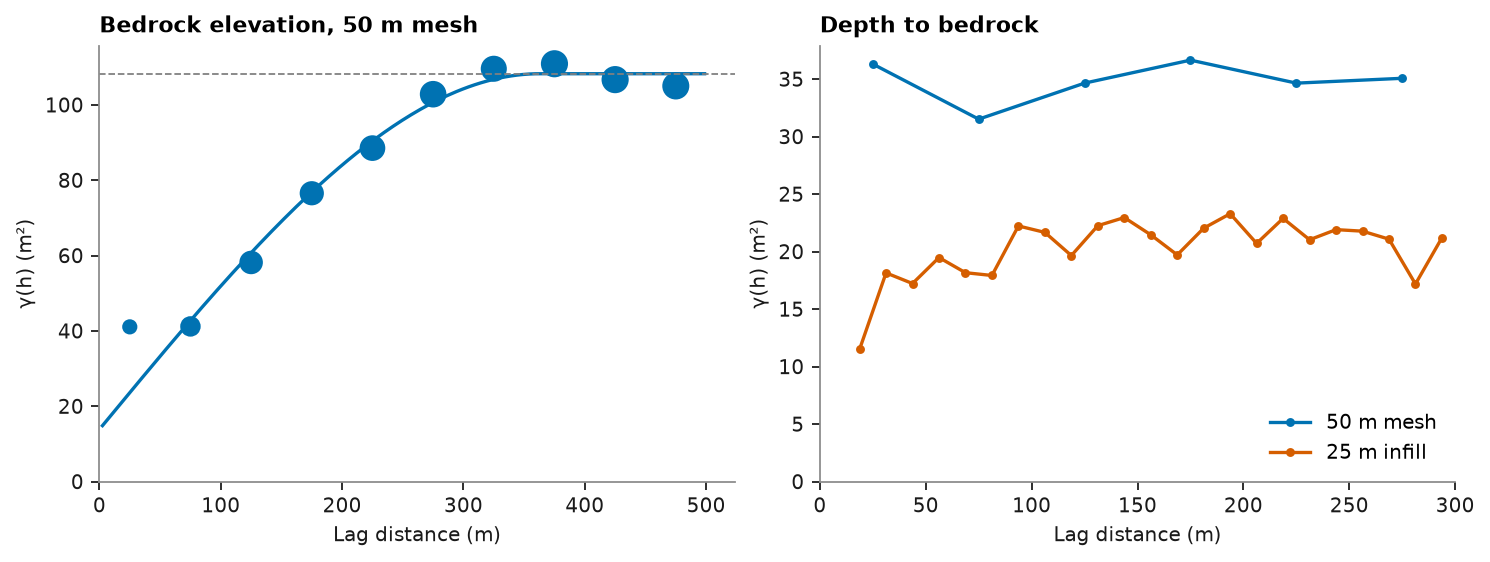 Bedrock elevation, 50 m mesh
γ(h) (m²)
100
80
60
40
20
0
0 100 200 300 400 500
Lag distance (m)
Depth to bedrock
γ(h) (m²)
35
30
25
20
15
10
5
0
50 m mesh
25 m infill
0 50 100 150 200 250 300
Lag distance (m)